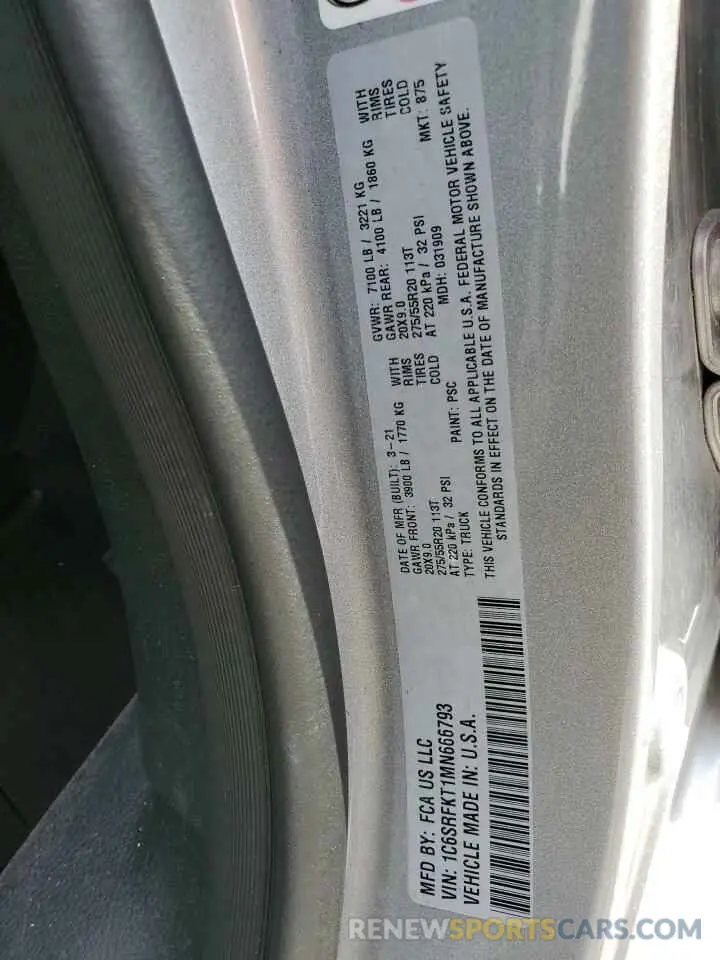 MFD BY: FCA US LLC
VIN: 1C6SRFKT1MN666793
VEHICLE MADE IN: U.S.A.
DATE OF MFR (BUILT): 3-21
GAWR FRONT: 3900 LB / 1770 KG WITH
20X9.0 RIMS
275/55R20 113T TIRES
AT 220 kPa / 32 PSI COLD
TYPE: TRUCK PAINT: PSC
GVWR: 7100 LB / 3221 KG
GAWR REAR: 4100 LB / 1860 KG WITH
20X9.0 RIMS
275/55R20 113T TIRES
AT 220 kPa / 32 PSI COLD
MDH: 031909 MKT: 875
THIS VEHICLE CONFORMS TO ALL APPLICABLE U.S.A. FEDERAL MOTOR VEHICLE SAFETY
STANDARDS IN EFFECT ON THE DATE OF MANUFACTURE SHOWN ABOVE.
RENEWSPORTSCARS.COM